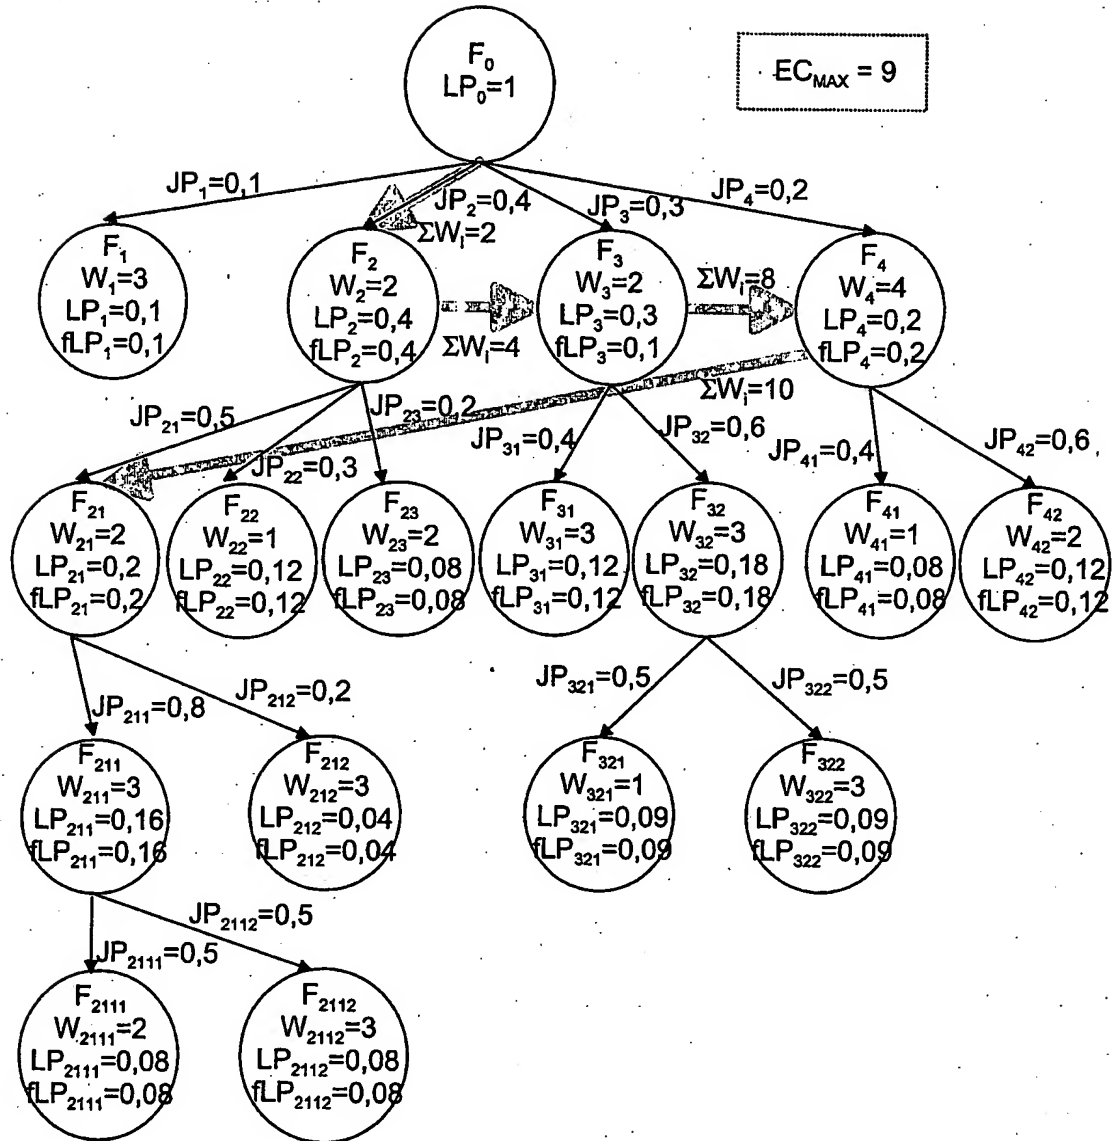 F₀
LP₀=1
EC_MAX = 9
JP₁=0,1
JP₂=0,4
JP₃=0,3
JP₄=0,2
ΣWᵢ=2
F₁
W₁=3
LP₁=0,1
fLP₁=0,1
F₂
W₂=2
LP₂=0,4
fLP₂=0,4
ΣWᵢ=4
F₃
W₃=2
LP₃=0,3
fLP₃=0,1
ΣWᵢ=8
F₄
W₄=4
LP₄=0,2
fLP₄=0,2
ΣWᵢ=10
JP₂₁=0,5
JP₂₂=0,3
JP₂₃=0,2
JP₃₁=0,4
JP₃₂=0,6
JP₄₁=0,4
JP₄₂=0,6
F₂₁
W₂₁=2
LP₂₁=0,2
fLP₂₁=0,2
F₂₂
W₂₂=1
LP₂₂=0,12
fLP₂₂=0,12
F₂₃
W₂₃=2
LP₂₃=0,08
fLP₂₃=0,08
F₃₁
W₃₁=3
LP₃₁=0,12
fLP₃₁=0,12
F₃₂
W₃₂=3
LP₃₂=0,18
fLP₃₂=0,18
F₄₁
W₄₁=1
LP₄₁=0,08
fLP₄₁=0,08
F₄₂
W₄₂=2
LP₄₂=0,12
fLP₄₂=0,12
JP₂₁₁=0,8
JP₂₁₂=0,2
JP₃₂₁=0,5
JP₃₂₂=0,5
F₂₁₁
W₂₁₁=3
LP₂₁₁=0,16
fLP₂₁₁=0,16
F₂₁₂
W₂₁₂=3
LP₂₁₂=0,04
fLP₂₁₂=0,04
F₃₂₁
W₃₂₁=1
LP₃₂₁=0,09
fLP₃₂₁=0,09
F₃₂₂
W₃₂₂=3
LP₃₂₂=0,09
fLP₃₂₂=0,09
JP₂₁₁₁=0,5
JP₂₁₁₂=0,5
F₂₁₁₁
W₂₁₁₁=2
LP₂₁₁₁=0,08
fLP₂₁₁₁=0,08
F₂₁₁₂
W₂₁₁₂=3
LP₂₁₁₂=0,08
fLP₂₁₁₂=0,08